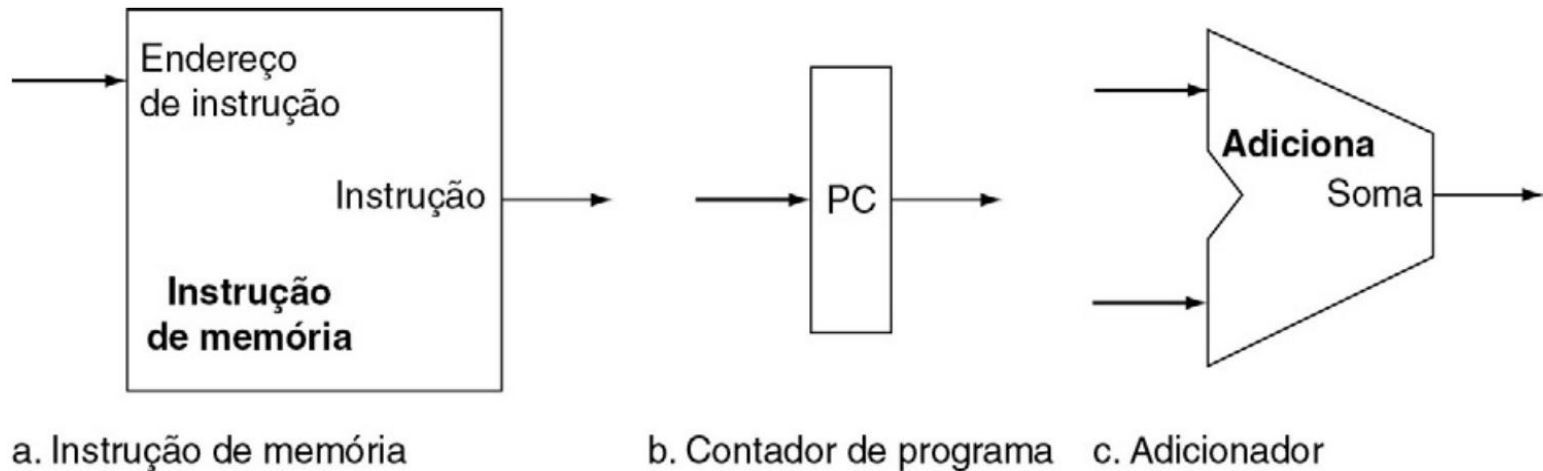 Endereço
de instrução
Instrução
Instrução
de memória
PC
Adiciona
Soma
a. Instrução de memória
b. Contador de programa
c. Adicionador